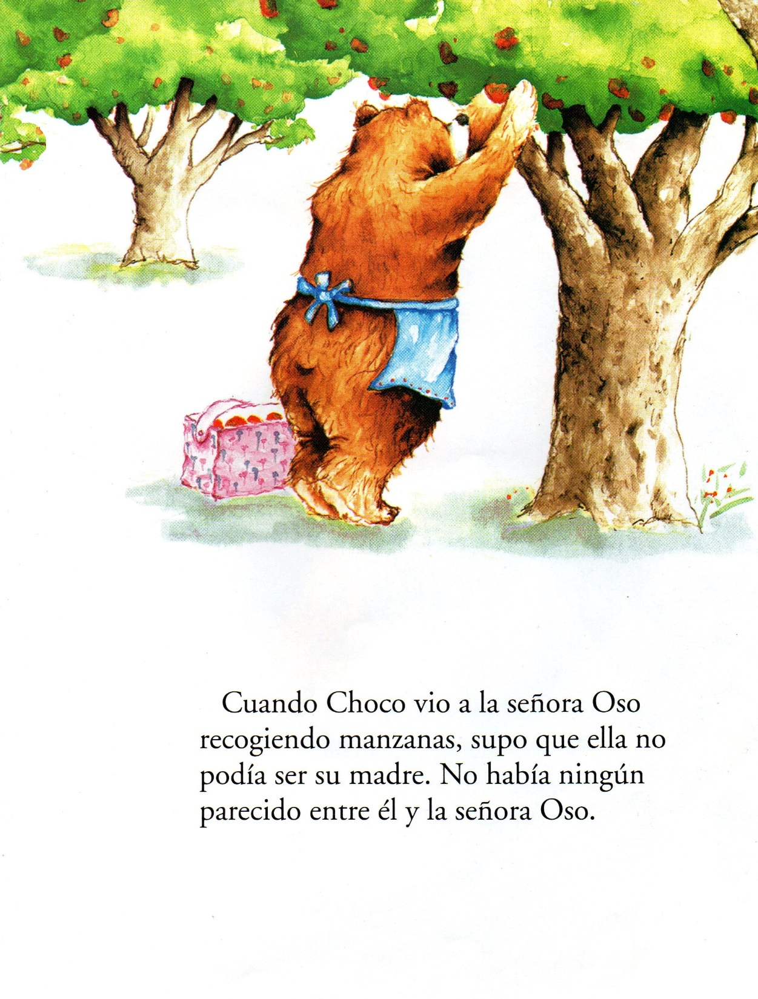 Cuando Choco vio a la señora Oso
recogiendo manzanas, supo que ella no
podía ser su madre. No había ningún
parecido entre él y la señora Oso.